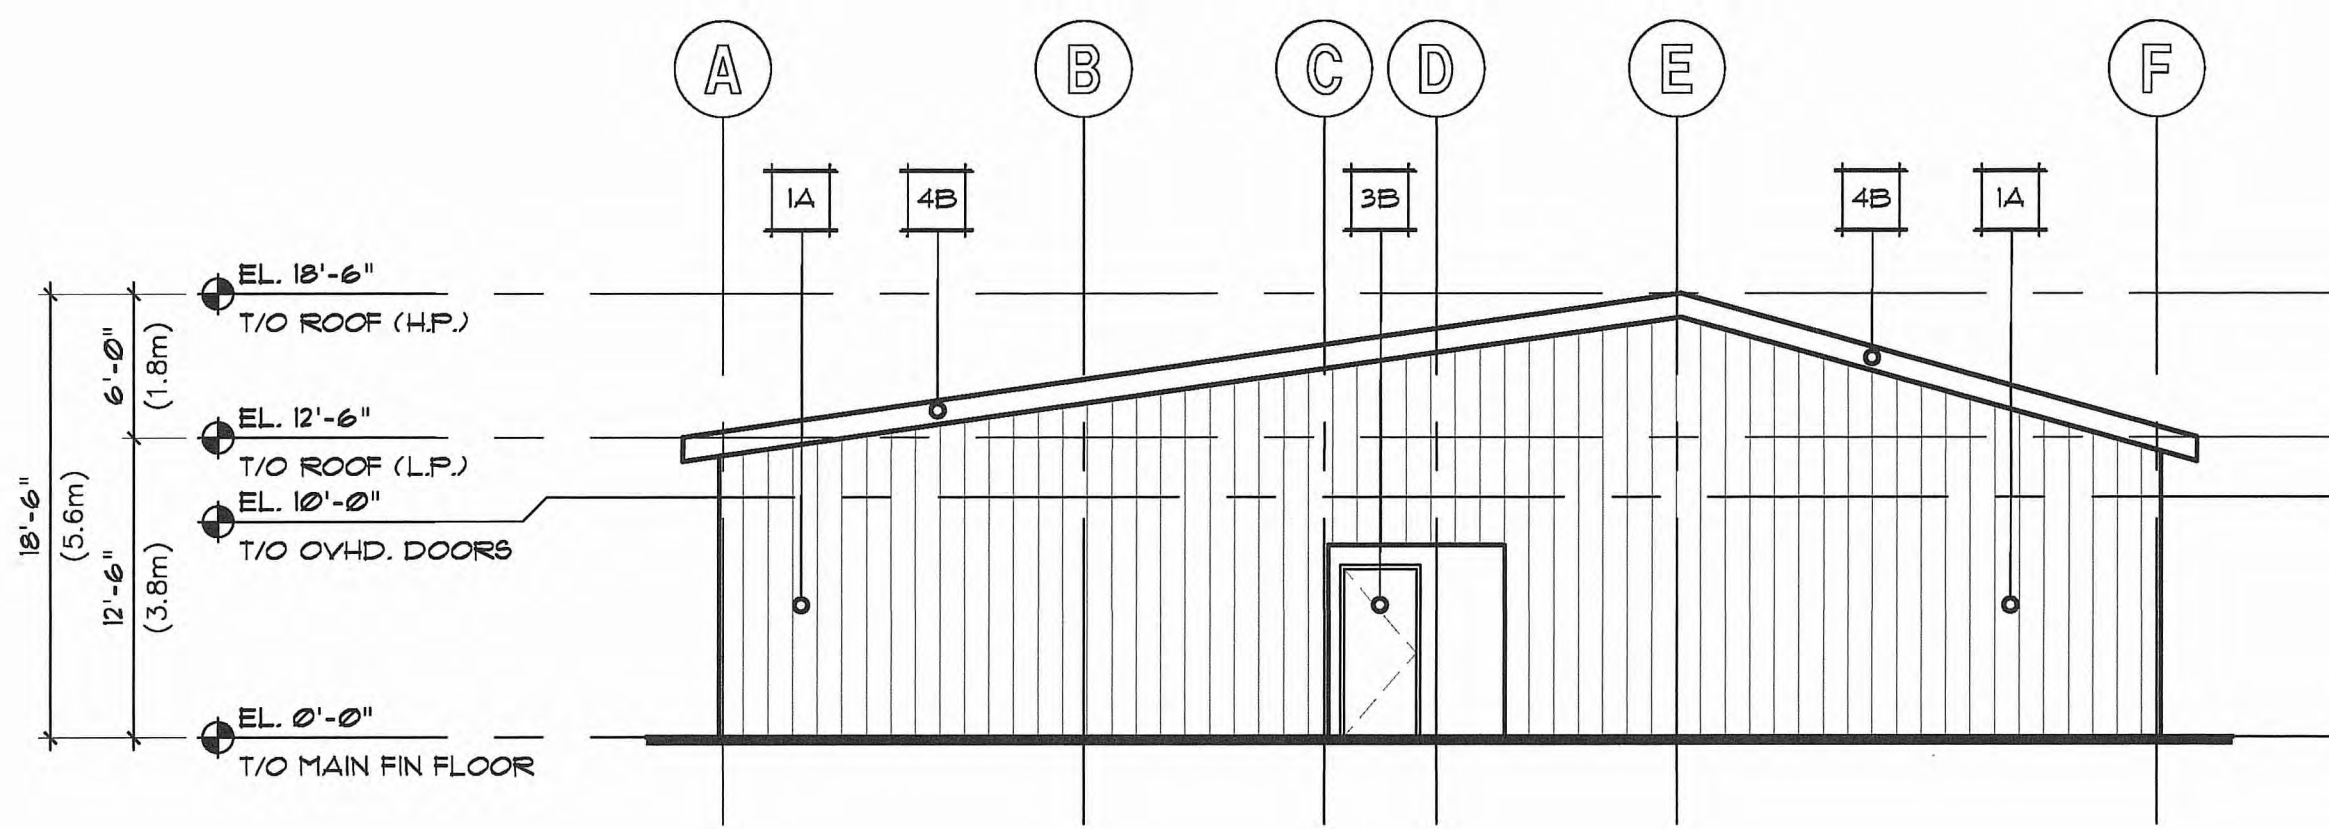 A B C D E F
1A 4B 3B 4B 1A
EL. 18'-6"
T/O ROOF (H.P.)
6'-0"
(1.8m)
EL. 12'-6"
T/O ROOF (L.P.)
EL. 10'-0"
T/O OVHD. DOORS
18'-6"
(5.6m)
12'-6"
(3.8m)
EL. 0'-0"
T/O MAIN FIN FLOOR